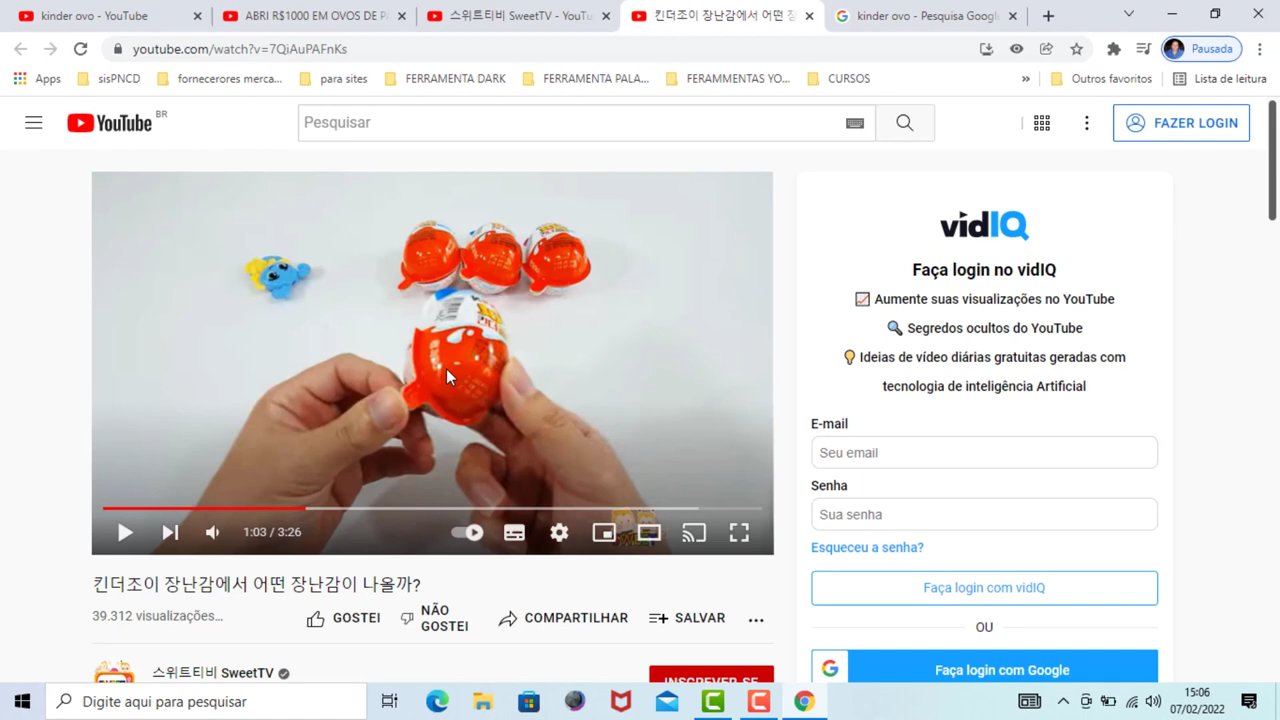 kinder ovo - YouTube
ABRI R$1000 EM OVOS DE PÁ
스위트티비 SweetTV - YouTu
킨더조이 장난감에서 어떤 장
kinder ovo - Pesquisa Google
youtube.com/watch?v=7QiAuPAFnKs
Pausada
Apps
sisPNCD
fornecerores merca...
para sites
FERRAMENTA DARK
FERRAMENTA PALA...
FERAMMENTAS YO...
CURSOS
»
Outros favoritos
Lista de leitura
YouTube BR
Pesquisar
FAZER LOGIN
1:03 / 3:26
킨더조이 장난감에서 어떤 장난감이 나올까?
39.312 visualizações...
GOSTEI
NÃO
GOSTEI
COMPARTILHAR
SALVAR
스위트티비 SweetTV
INSCREVER-SE
vidIQ
Faça login no vidIQ
Aumente suas visualizações no YouTube
Segredos ocultos do YouTube
Ideias de vídeo diárias gratuitas geradas com
tecnologia de inteligência Artificial
E-mail
Seu email
Senha
Sua senha
Esqueceu a senha?
Faça login com vidIQ
OU
Faça login com Google
Digite aqui para pesquisar
15:06
07/02/2022